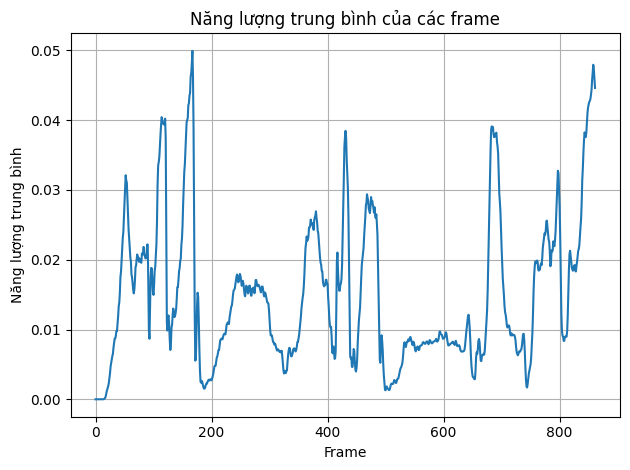 Năng lượng trung bình của các frame
Năng lượng trung bình
0.05
0.04
0.03
0.02
0.01
0.00
0 200 400 600 800
Frame